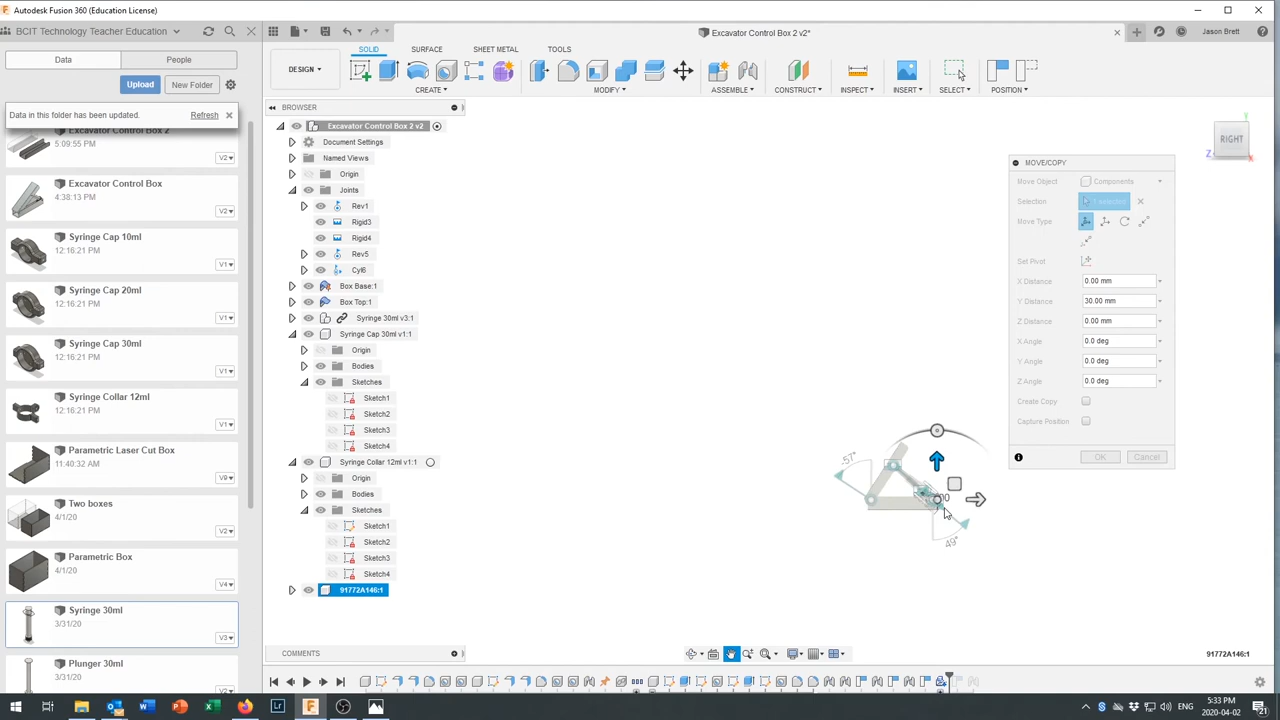 Autodesk Fusion 360 (Education License)
BCIT Technology Teacher Education
Excavator Control Box 2 v2*
Jason Brett
Data
People
Upload
New Folder
Data in this folder has been updated.
Refresh
Excavator Control Box 2
5:09:55 PM
V2
Excavator Control Box
4:38:13 PM
V2
Syringe Cap 10ml
12:16:21 PM
V1
Syringe Cap 20ml
12:16:21 PM
V1
Syringe Cap 30ml
12:16:21 PM
V1
Syringe Collar 12ml
12:16:21 PM
V1
Parametric Laser Cut Box
11:40:32 AM
V9
Two boxes
4/1/20
V2
Parametric Box
4/1/20
V4
Syringe 30ml
3/31/20
V3
Plunger 30ml
3/31/20
SOLID
SURFACE
SHEET METAL
TOOLS
DESIGN
CREATE
MODIFY
ASSEMBLE
CONSTRUCT
INSPECT
INSERT
SELECT
POSITION
BROWSER
Excavator Control Box 2 v2
Document Settings
Named Views
Origin
Joints
Rev1
Rigid3
Rigid4
Rev5
Cyl6
Box Base:1
Box Top:1
Syringe 30ml v3:1
Syringe Cap 30ml v1:1
Origin
Bodies
Sketches
Sketch1
Sketch2
Sketch3
Sketch4
Syringe Collar 12ml v1:1
Origin
Bodies
Sketches
Sketch1
Sketch2
Sketch3
Sketch4
91772A146:1
COMMENTS
RIGHT
Y
Z
X
MOVE/COPY
Move Object Components
Selection 1 selected
Move Type
Set Pivot
X Distance 0.00 mm
Y Distance 30.00 mm
Z Distance 0.00 mm
X Angle 0.0 deg
Y Angle 0.0 deg
Z Angle 0.0 deg
Create Copy
Capture Position
OK
Cancel
-57°
49°
91772A146:1
ENG
5:33 PM
2020-04-02
21